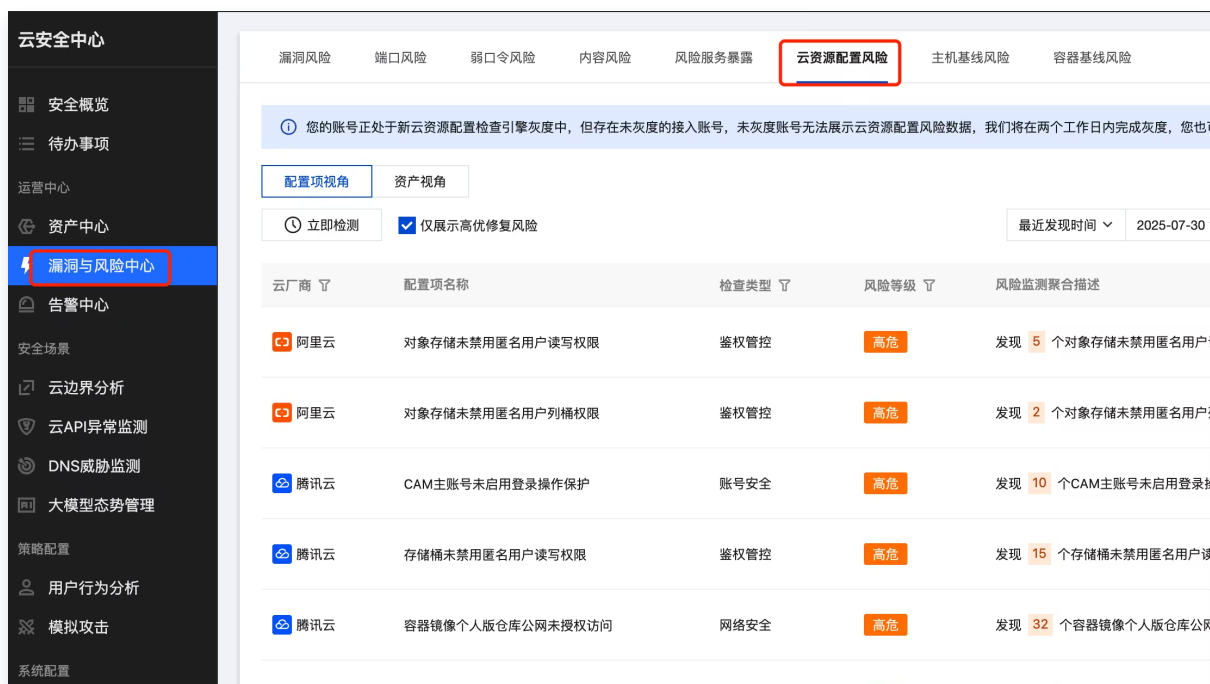 云安全中心
安全概览
待办事项
运营中心
资产中心
漏洞与风险中心
告警中心
安全场景
云边界分析
云API异常监测
DNS威胁监测
大模型态势管理
策略配置
用户行为分析
模拟攻击
系统配置
漏洞风险 端口风险 弱口令风险 内容风险 风险服务暴露 云资源配置风险 主机基线风险 容器基线风险
您的账号正处于新云资源配置检查引擎灰度中，但存在未灰度的接入账号，未灰度账号无法展示云资源配置风险数据，我们将在两个工作日内完成灰度，您也
配置项视角 资产视角
立即检测 仅展示高优修复风险 最近发现时间 2025-07-30
云厂商 配置项名称 检查类型 风险等级 风险监测聚合描述
阿里云 对象存储未禁用匿名用户读写权限 鉴权管控 高危 发现 5 个对象存储未禁用匿名用户
阿里云 对象存储未禁用匿名用户列桶权限 鉴权管控 高危 发现 2 个对象存储未禁用匿名用户
腾讯云 CAM主账号未启用登录操作保护 账号安全 高危 发现 10 个CAM主账号未启用登录
腾讯云 存储桶未禁用匿名用户读写权限 鉴权管控 高危 发现 15 个存储桶未禁用匿名用户
腾讯云 容器镜像个人版仓库公网未授权访问 网络安全 高危 发现 32 个容器镜像个人版仓库公